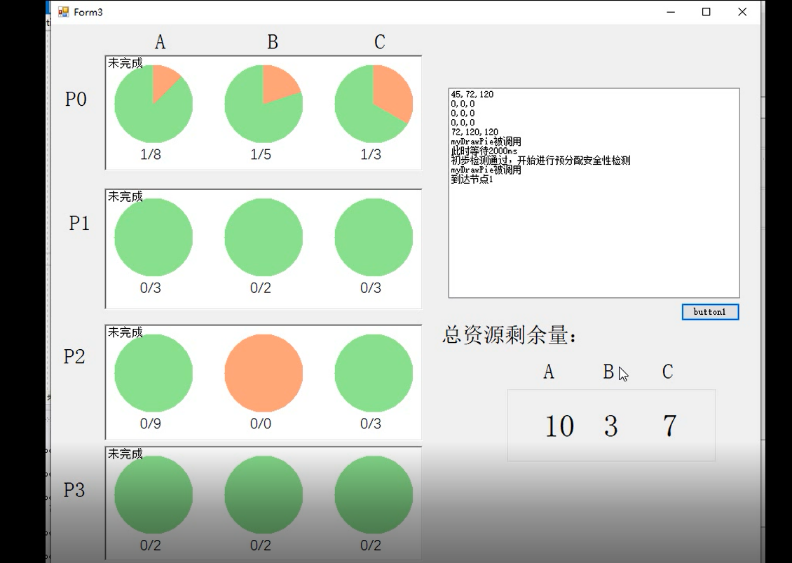 Form3
A B C
P0
未完成
1/8 1/5 1/3
P1
未完成
0/3 0/2 0/3
P2
未完成
0/9 0/0 0/3
P3
未完成
0/2 0/2 0/2
45,72,120
0,0,0
0,0,0
0,0,0
72,120,120
myDrawPie被调用
此时等待2000ms
初步检测通过，开始进行预分配安全性检测
myDrawPie被调用
到达节点1
button1
总资源剩余量：
A B C
10 3 7